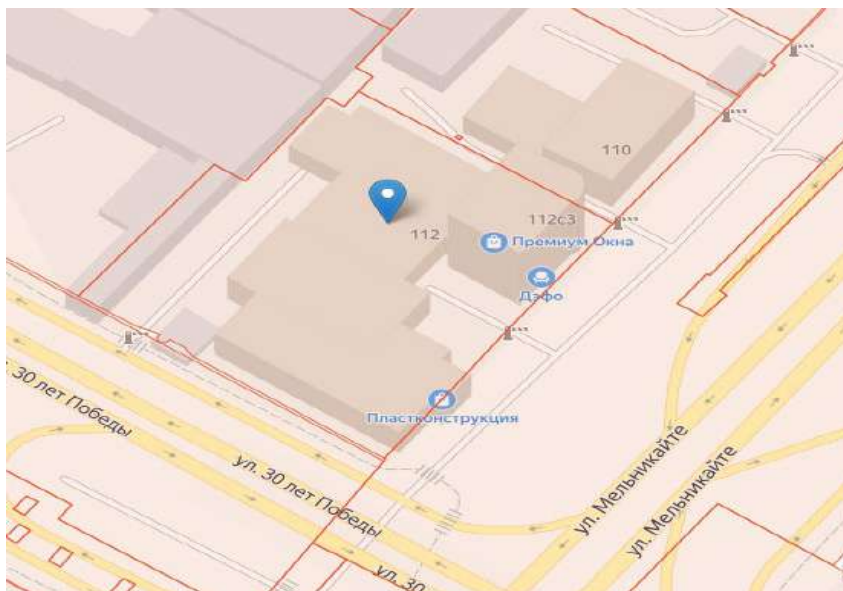 110
112с3
112
Премиум Окна
Дэфо
Пластконструкция
. 30 лет Победы
ул. 30 лет Победы
ул. 30
ул. Мельникайте
ул. Мельникайте